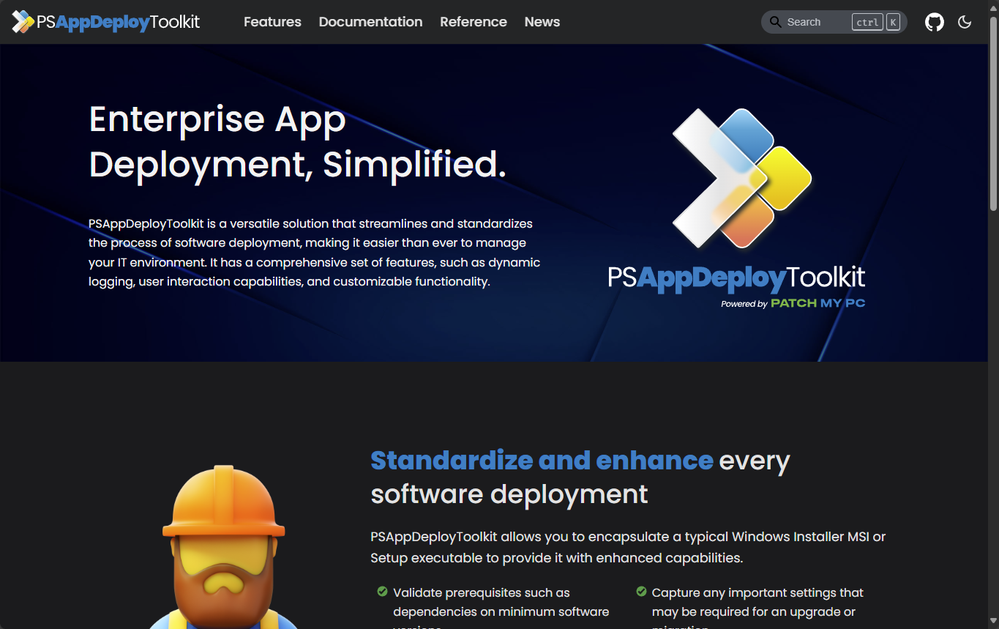 PSAppDeployToolkit
Features
Documentation
Reference
News
Search
ctrl
K
Enterprise App
Deployment, Simplified.
PSAppDeployToolkit is a versatile solution that streamlines and standardizes
the process of software deployment, making it easier than ever to manage
your IT environment. It has a comprehensive set of features, such as dynamic
logging, user interaction capabilities, and customizable functionality.
PSAppDeployToolkit
Powered by PATCH MY PC
Standardize and enhance every
software deployment
PSAppDeployToolkit allows you to encapsulate a typical Windows Installer MSI or
Setup executable to provide it with enhanced capabilities.
Validate prerequisites such as
dependencies on minimum software
Capture any important settings that
may be required for an upgrade or